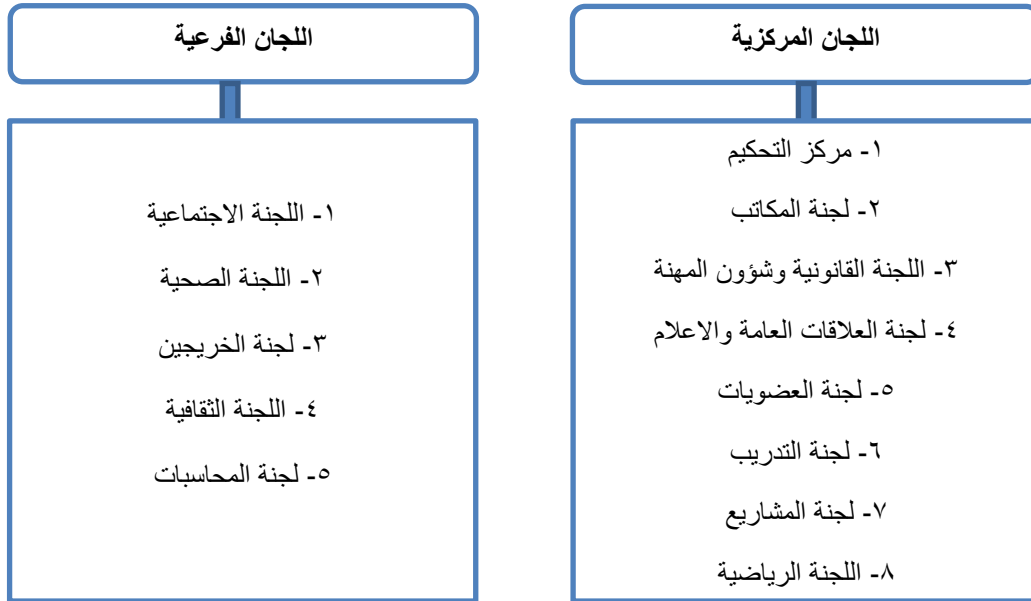 اللجان المركزية
١- مركز التحكيم
٢- لجنة المكاتب
٣- اللجنة القانونية وشؤون المهنة
٤- لجنة العلاقات العامة والاعلام
٥- لجنة العضويات
٦- لجنة التدريب
٧- لجنة المشاريع
٨- اللجنة الرياضية
اللجان الفرعية
١- اللجنة الاجتماعية
٢- اللجنة الصحية
٣- لجنة الخريجين
٤- اللجنة الثقافية
٥- لجنة المحاسبات